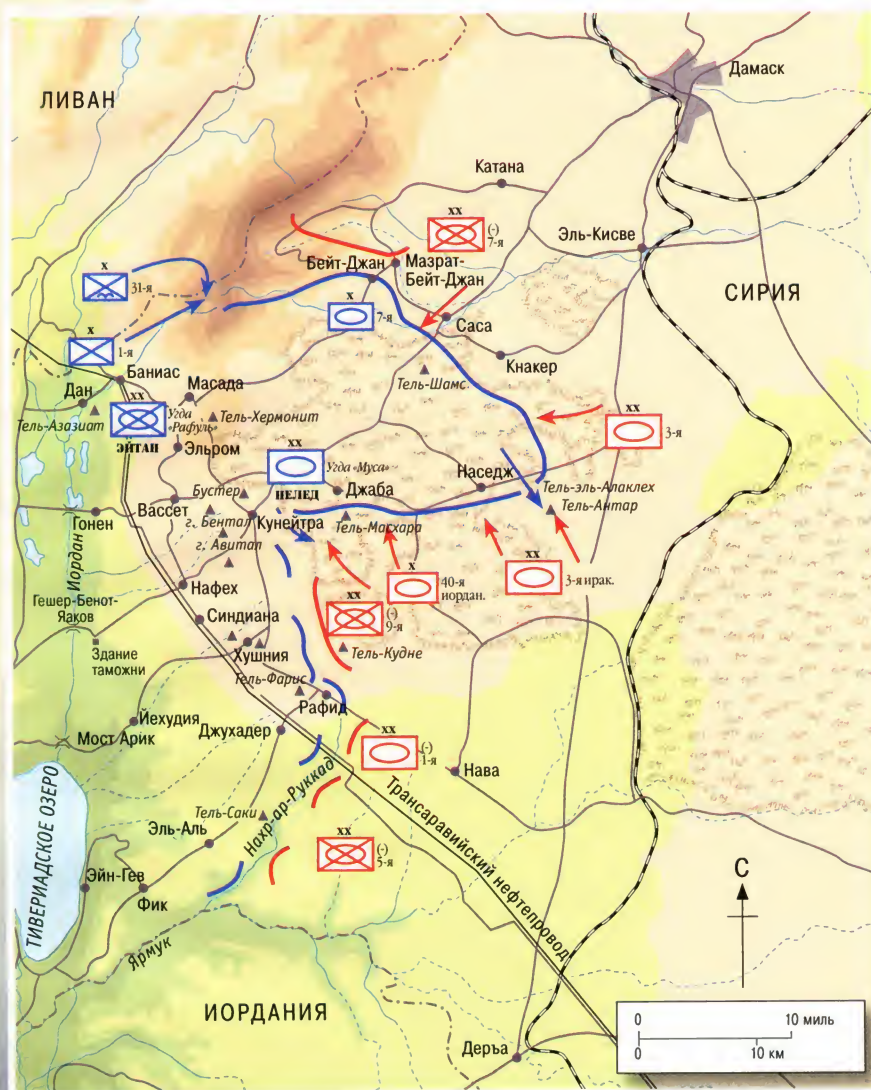 ЛИВАН
Дамаск
Катана
xx
(-)
7-я
Эль-Кисве
Бейт-Джан
Мазрат-
Бейт-Джан
СИРИЯ
x
31-я
x
7-я
Саса
x
1-я
Кнакер
Баниас
Масада
Тель-Шамс
Дан
Тель-Азазиат
xx
Угда
«Рафуль»
ЭЙТАН
Тель-Хермонит
xx
3-я
Эльром
xx
Угда «Муса»
ПЕЛЕД
Наседж
Бустер
Джаба
Тель-эль-Алаклех
Вассет
г. Бентал
Кунейтра
Тель-Масхара
Тель-Антар
Гонен
г. Авитал
Иордан
x
40-я
иордан.
xx
3-я ирак.
Нафех
Гешер-Бенот-
Яаков
xx
(-)
9-я
Синдиана
Здание
таможни
Хушния
Тель-Кудне
Тель-Фарис
Рафид
Йехудия
Мост Арик
Джухадер
xx
(-)
1-я
Нава
ТИВЕРИАДСКОЕ ОЗЕРО
Нахр-ар-Руккад
Трансаравийский нефтепровод
Тель-Саки
Эль-Аль
xx
(-)
5-я
Эйн-Гев
Фик
С
Ярмук
ИОРДАНИЯ
0 10 миль
0 10 км
Деръа